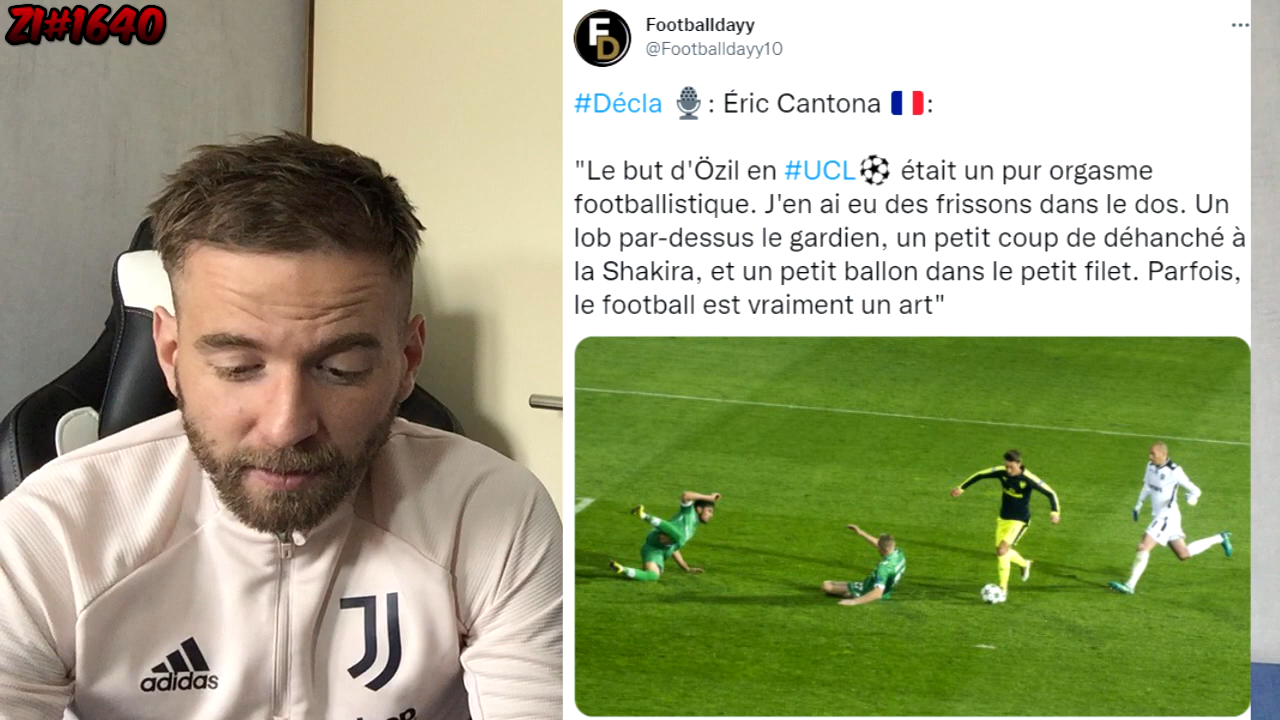 ZI#1640
Footballdayy
@Footballdayy10
#Décla 🎙 : Éric Cantona 🇫🇷:
"Le but d'Özil en #UCL⚽ était un pur orgasme
footballistique. J'en ai eu des frissons dans le dos. Un
lob par-dessus le gardien, un petit coup de déhanché à
la Shakira, et un petit ballon dans le petit filet. Parfois,
le football est vraiment un art"
FD
adidas